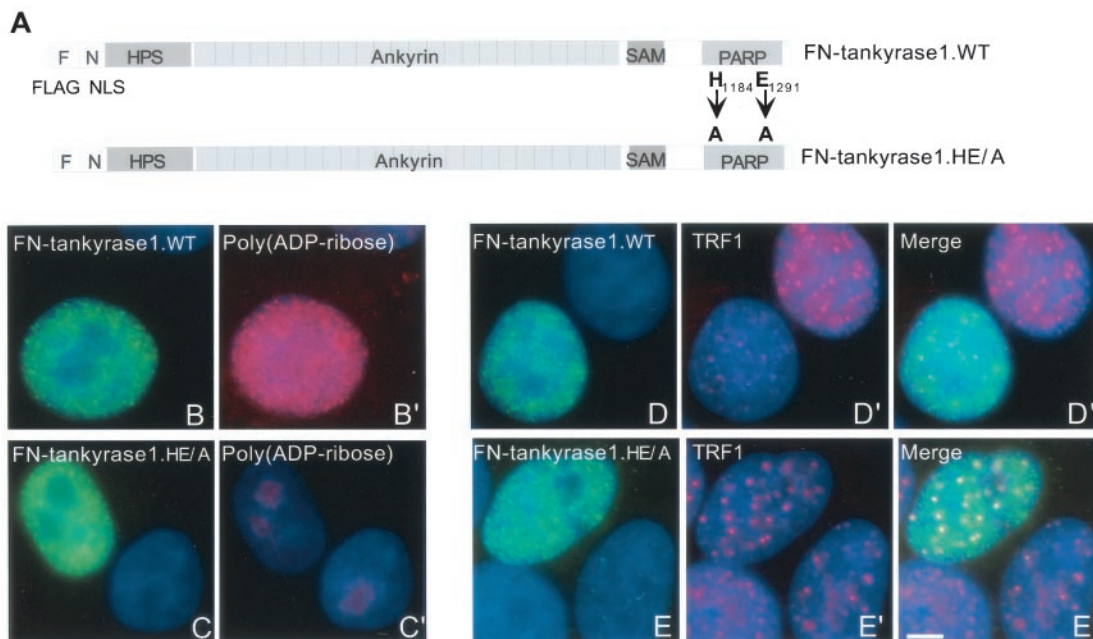 A
F N HPS Ankyrin SAM PARP FN-tankyrase1.WT
FLAG NLS
H1184 E1291
A A
F N HPS Ankyrin SAM PARP FN-tankyrase1.HE/A
FN-tankyrase1.WT Poly(ADP-ribose) FN-tankyrase1.WT TRF1 Merge
B B' D D' D'
FN-tankyrase1.HE/A Poly(ADP-ribose) FN-tankyrase1.HE/A TRF1 Merge
C C' E E' E